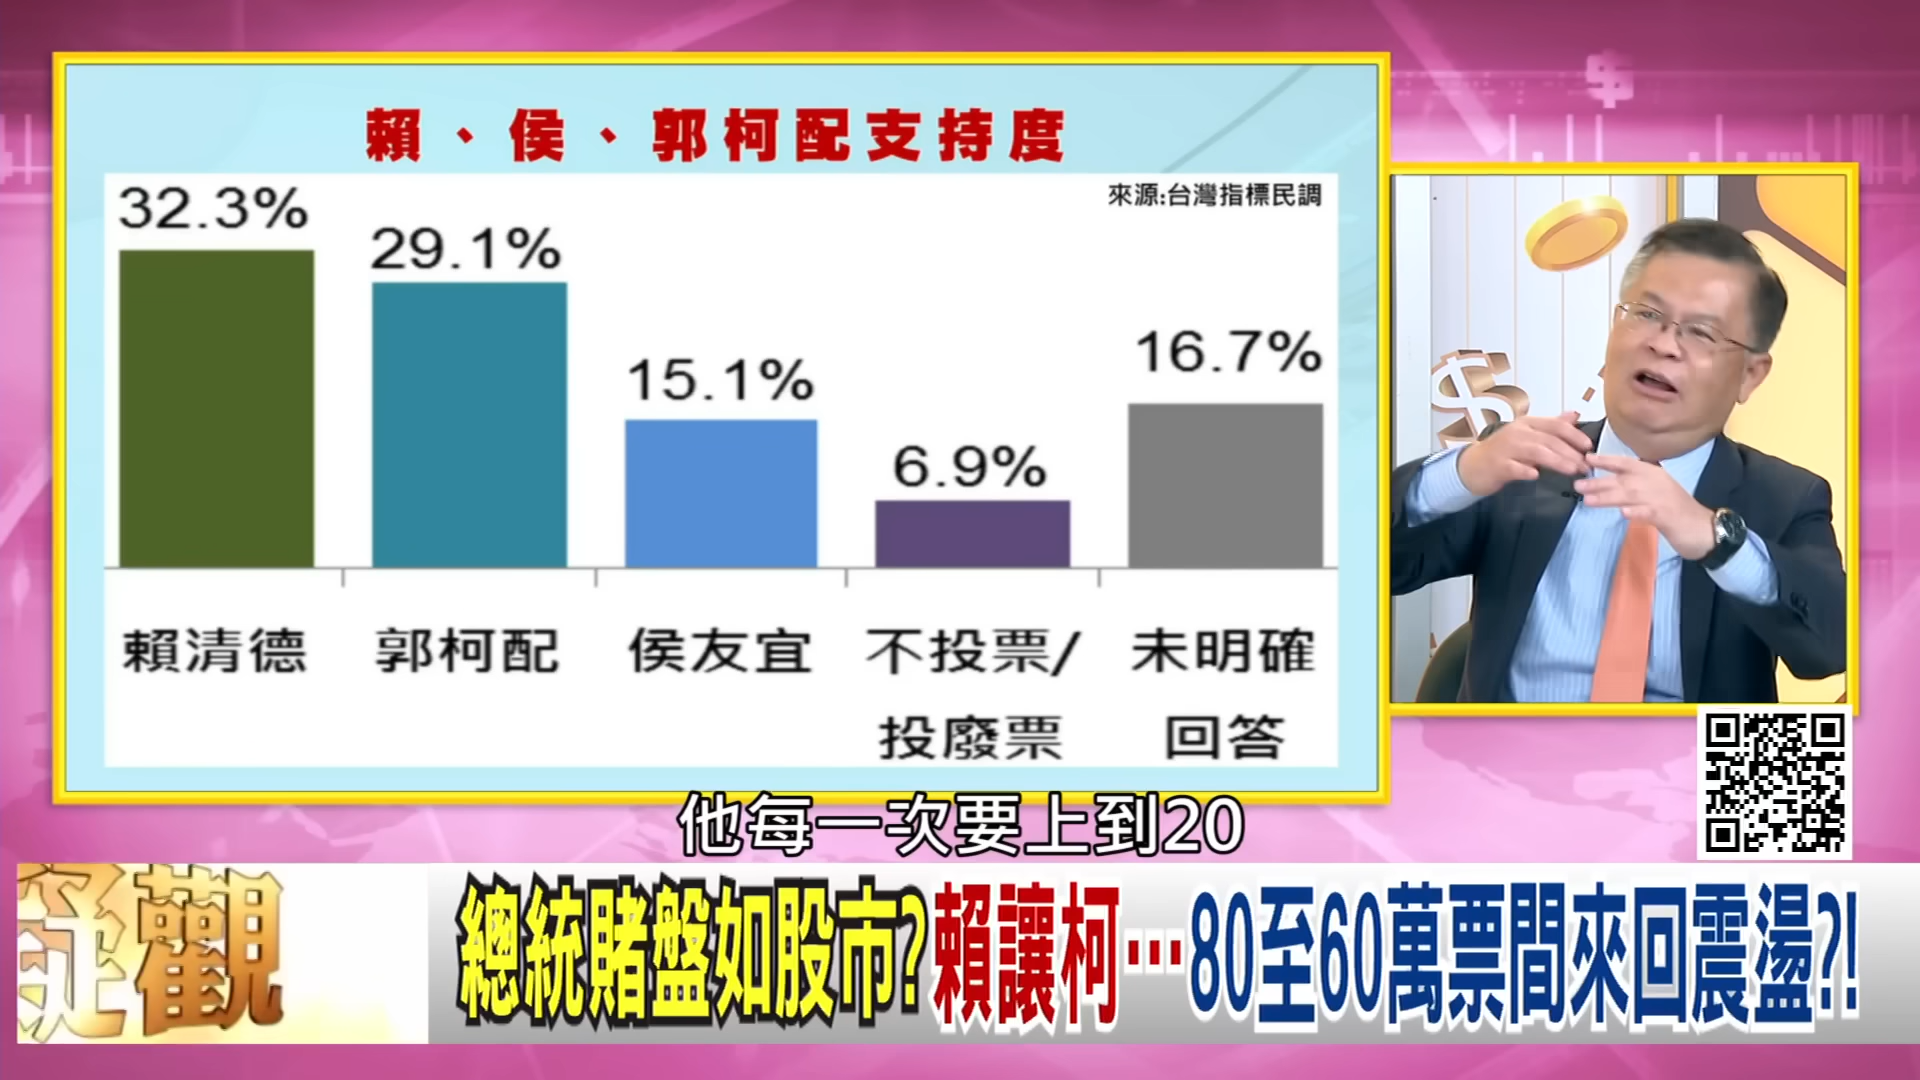 賴、侯、郭柯配支持度
來源:台灣指標民調
32.3%
29.1%
15.1%
6.9%
16.7%
賴清德
郭柯配
侯友宜
不投票/
投廢票
未明確
回答
他每一次要上到20
觀
總統賭盤如股市?賴讓柯…80至60萬票間來回震盪?!